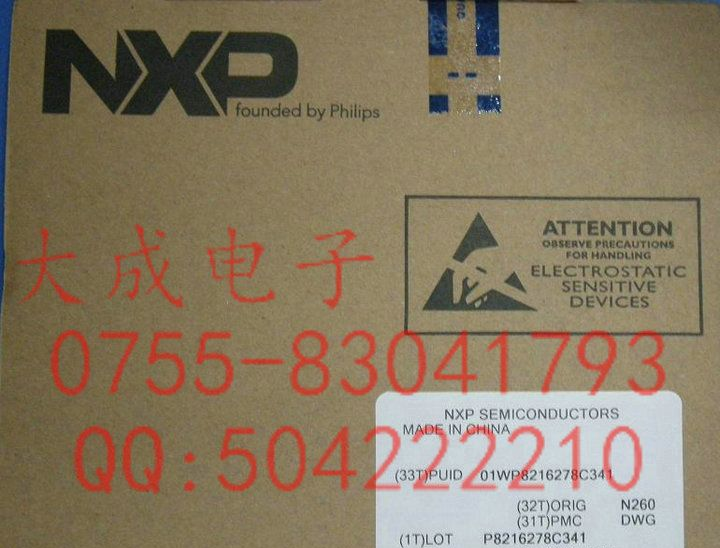 NXP
founded by Philips
ATTENTION
OBSERVE PRECAUTIONS
FOR HANDLING
ELECTROSTATIC
SENSITIVE
DEVICES
大成电子
0755-83041793
QQ:504222210
NXP SEMICONDUCTORS
MADE IN CHINA
(33T)PUID 01WP8216278C341
(32T)ORIG N260
(31T)PMC DWG
(1T)LOT P8216278C341